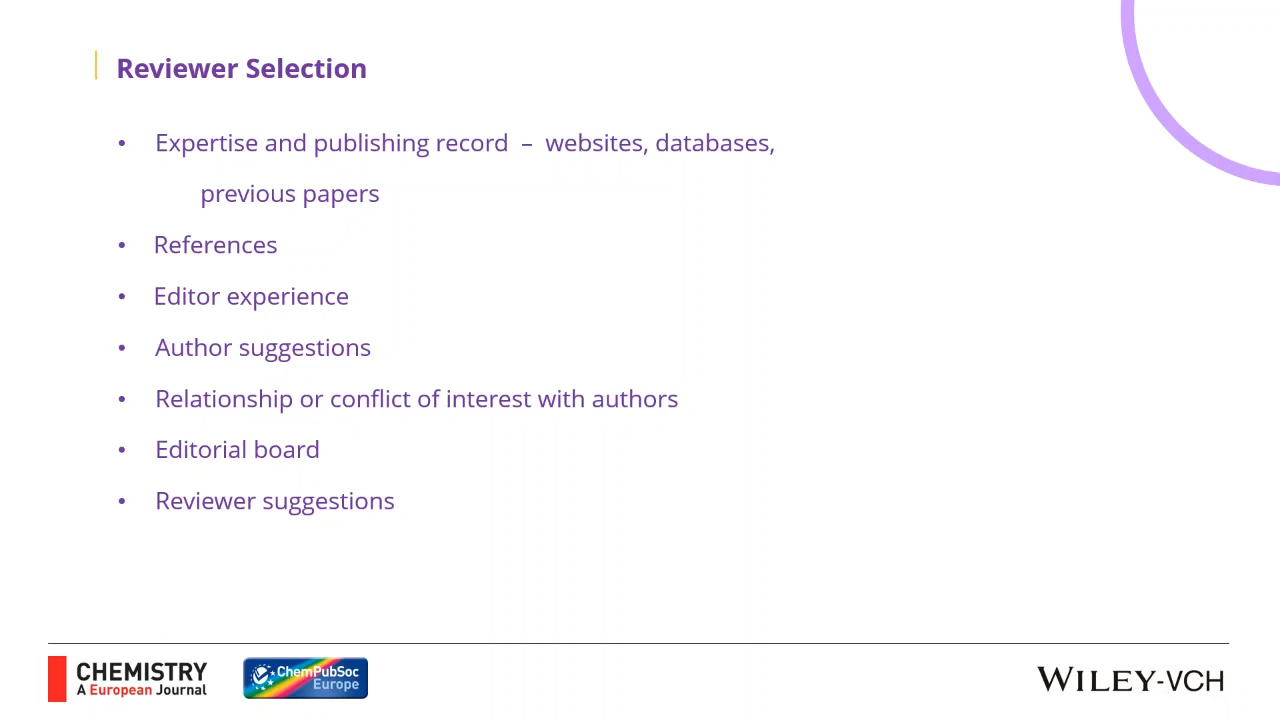 Reviewer Selection
• Expertise and publishing record – websites, databases,
previous papers
• References
• Editor experience
• Author suggestions
• Relationship or conflict of interest with authors
• Editorial board
• Reviewer suggestions
CHEMISTRY
A European Journal
ChemPubSoc
Europe
WILEY-VCH